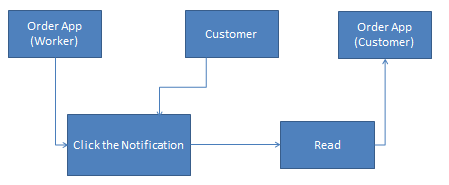 Order App
(Worker)
Customer
Order App
(Customer)
Click the Notification
Read